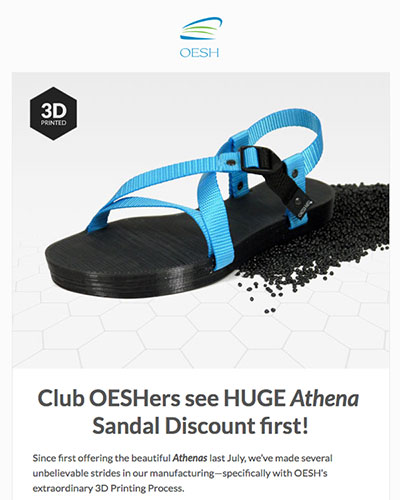 OESH
3D
PRINTED
Club OESHers see HUGE Athena
Sandal Discount first!
Since first offering the beautiful Athenas last July, we've made several
unbelievable strides in our manufacturing—specifically with OESH's
extraordinary 3D Printing Process.